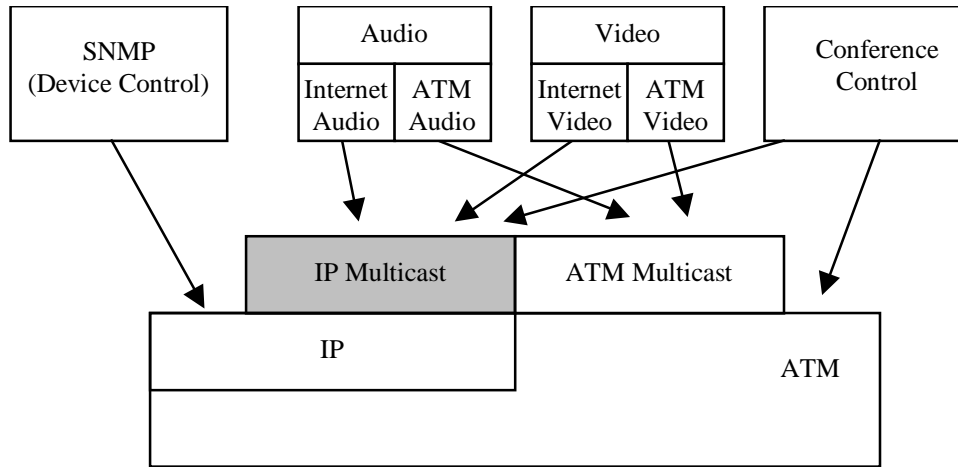 SNMP
(Device Control)
Audio
Internet
Audio
ATM
Audio
Video
Internet
Video
ATM
Video
Conference
Control
IP Multicast
ATM Multicast
IP
ATM